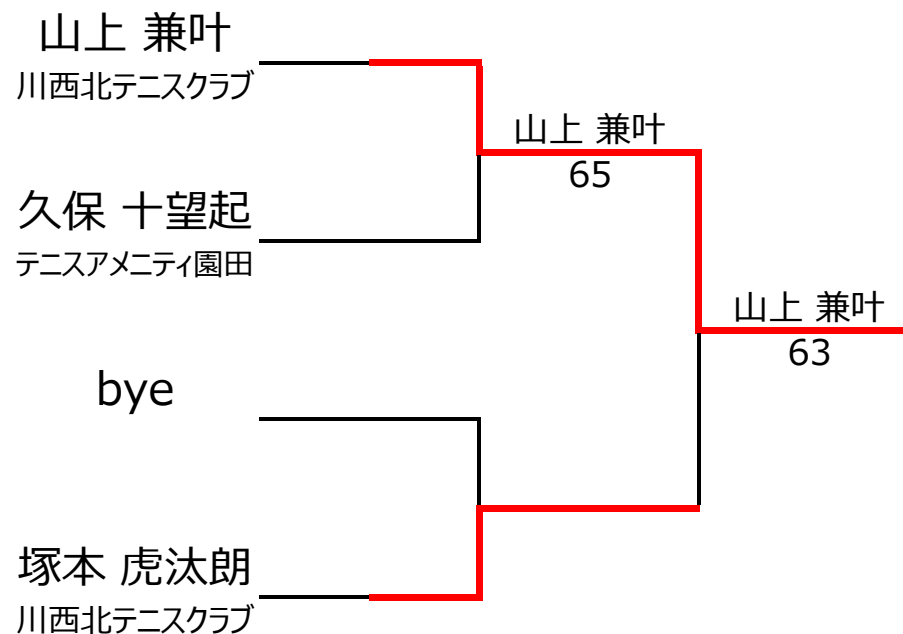 山上 兼叶
川西北テニスクラブ
山上 兼叶
65
久保 十望起
テニスアメニティ園田
山上 兼叶
63
bye
塚本 虎汰朗
川西北テニスクラブ